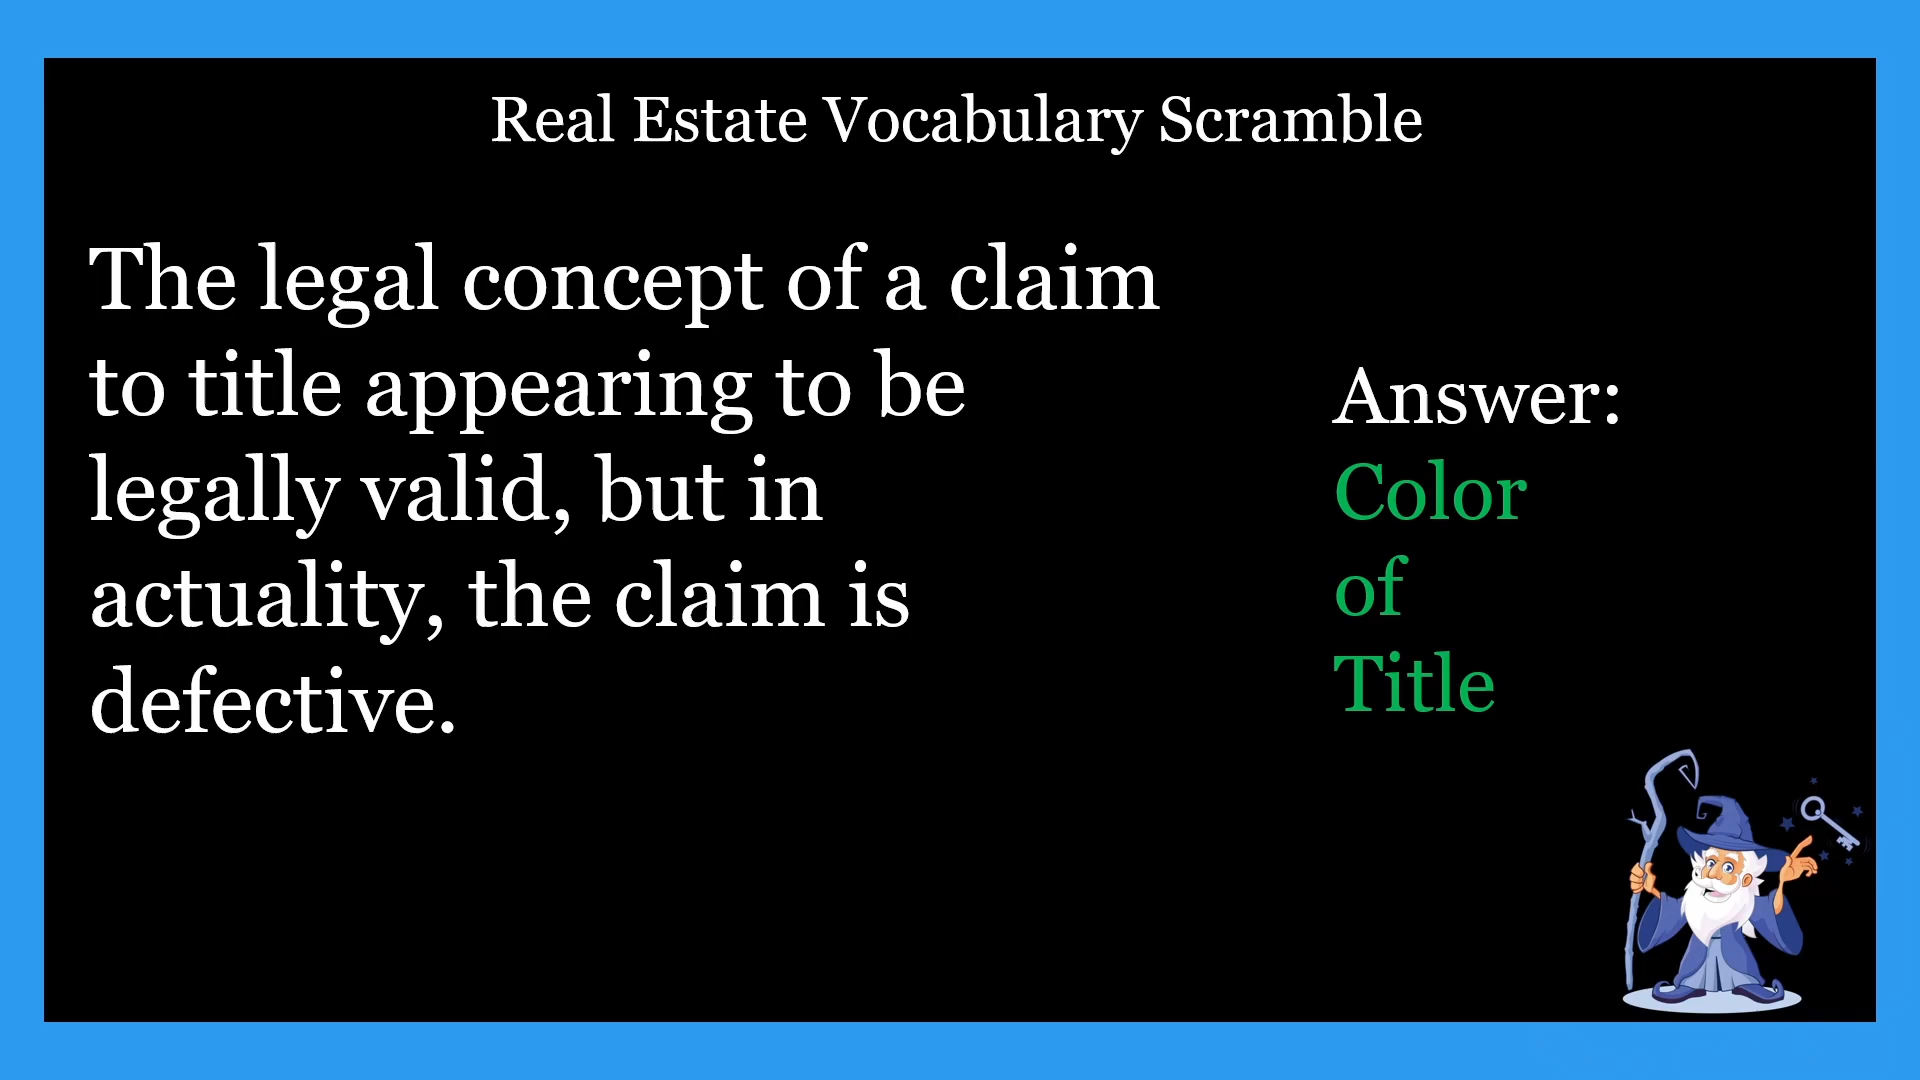 Real Estate Vocabulary Scramble
The legal concept of a claim
to title appearing to be
legally valid, but in
actuality, the claim is
defective.
Answer:
Color
of
Title